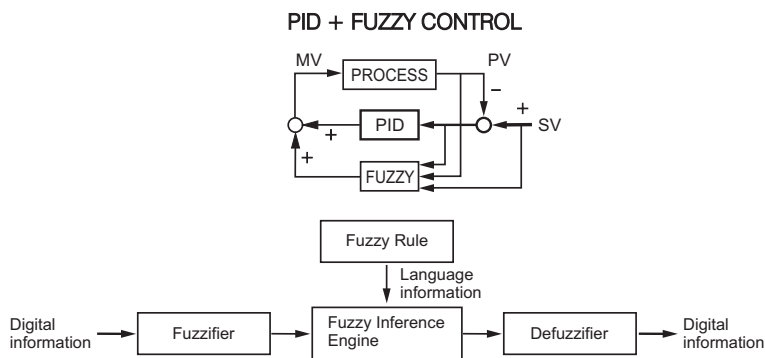 PID + FUZZY CONTROL
MV
PV
PROCESS
−
+
PID
SV
+
+
FUZZY
Fuzzy Rule
Language
information
Digital
information
Fuzzifier
Fuzzy Inference
Engine
Defuzzifier
Digital
information